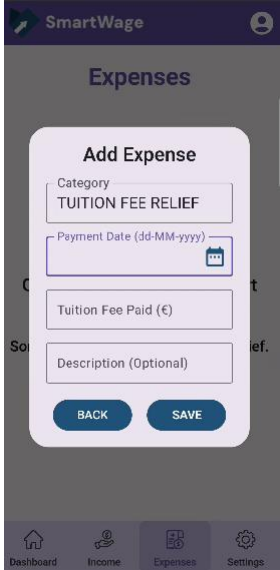 SmartWage
Expenses
Add Expense
Category
TUITION FEE RELIEF
Payment Date (dd-MM-yyyy)
Tuition Fee Paid (€)
Description (Optional)
BACK SAVE
Dashboard Income Expenses Settings